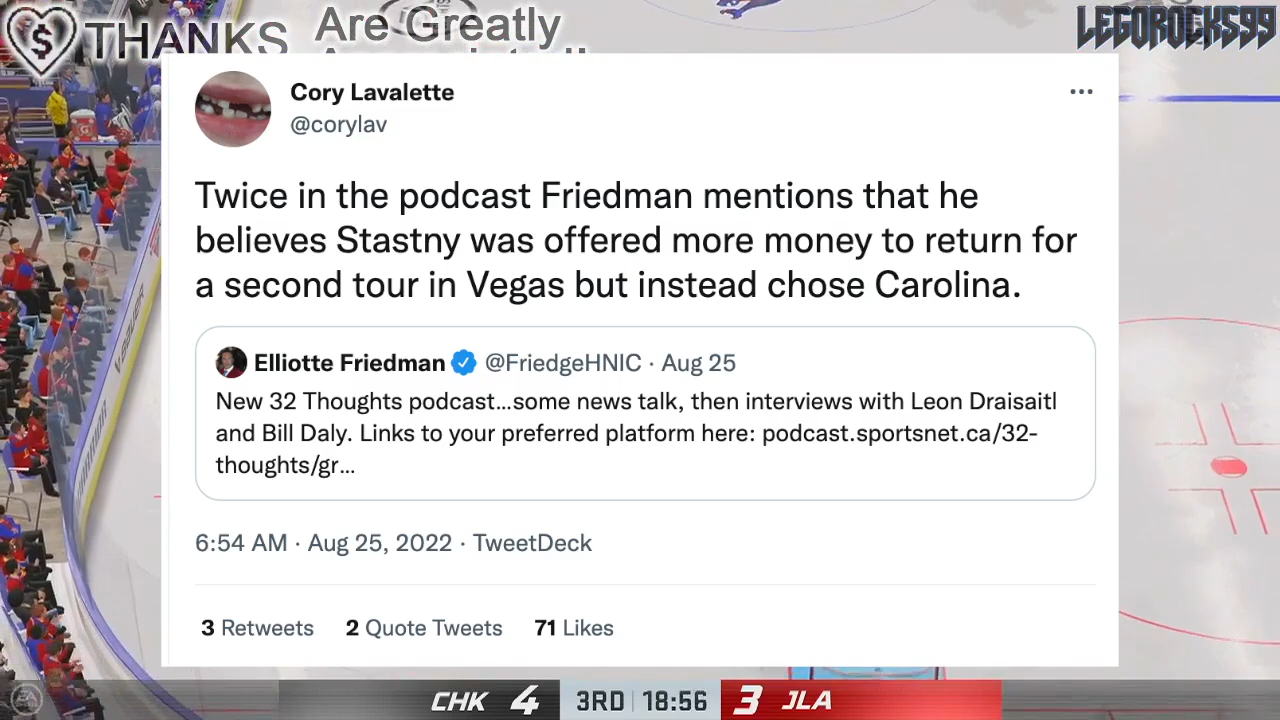 THANKS
Are Greatly
LEGOROCKS99
Cory Lavalette
@corylav
Twice in the podcast Friedman mentions that he
believes Stastny was offered more money to return for
a second tour in Vegas but instead chose Carolina.
Elliotte Friedman @FriedgeHNIC · Aug 25
New 32 Thoughts podcast...some news talk, then interviews with Leon Draisaitl
and Bill Daly. Links to your preferred platform here: podcast.sportsnet.ca/32-
thoughts/gr...
6:54 AM · Aug 25, 2022 · TweetDeck
3 Retweets 2 Quote Tweets 71 Likes
CHK 4 3RD 18:56 3 JLA